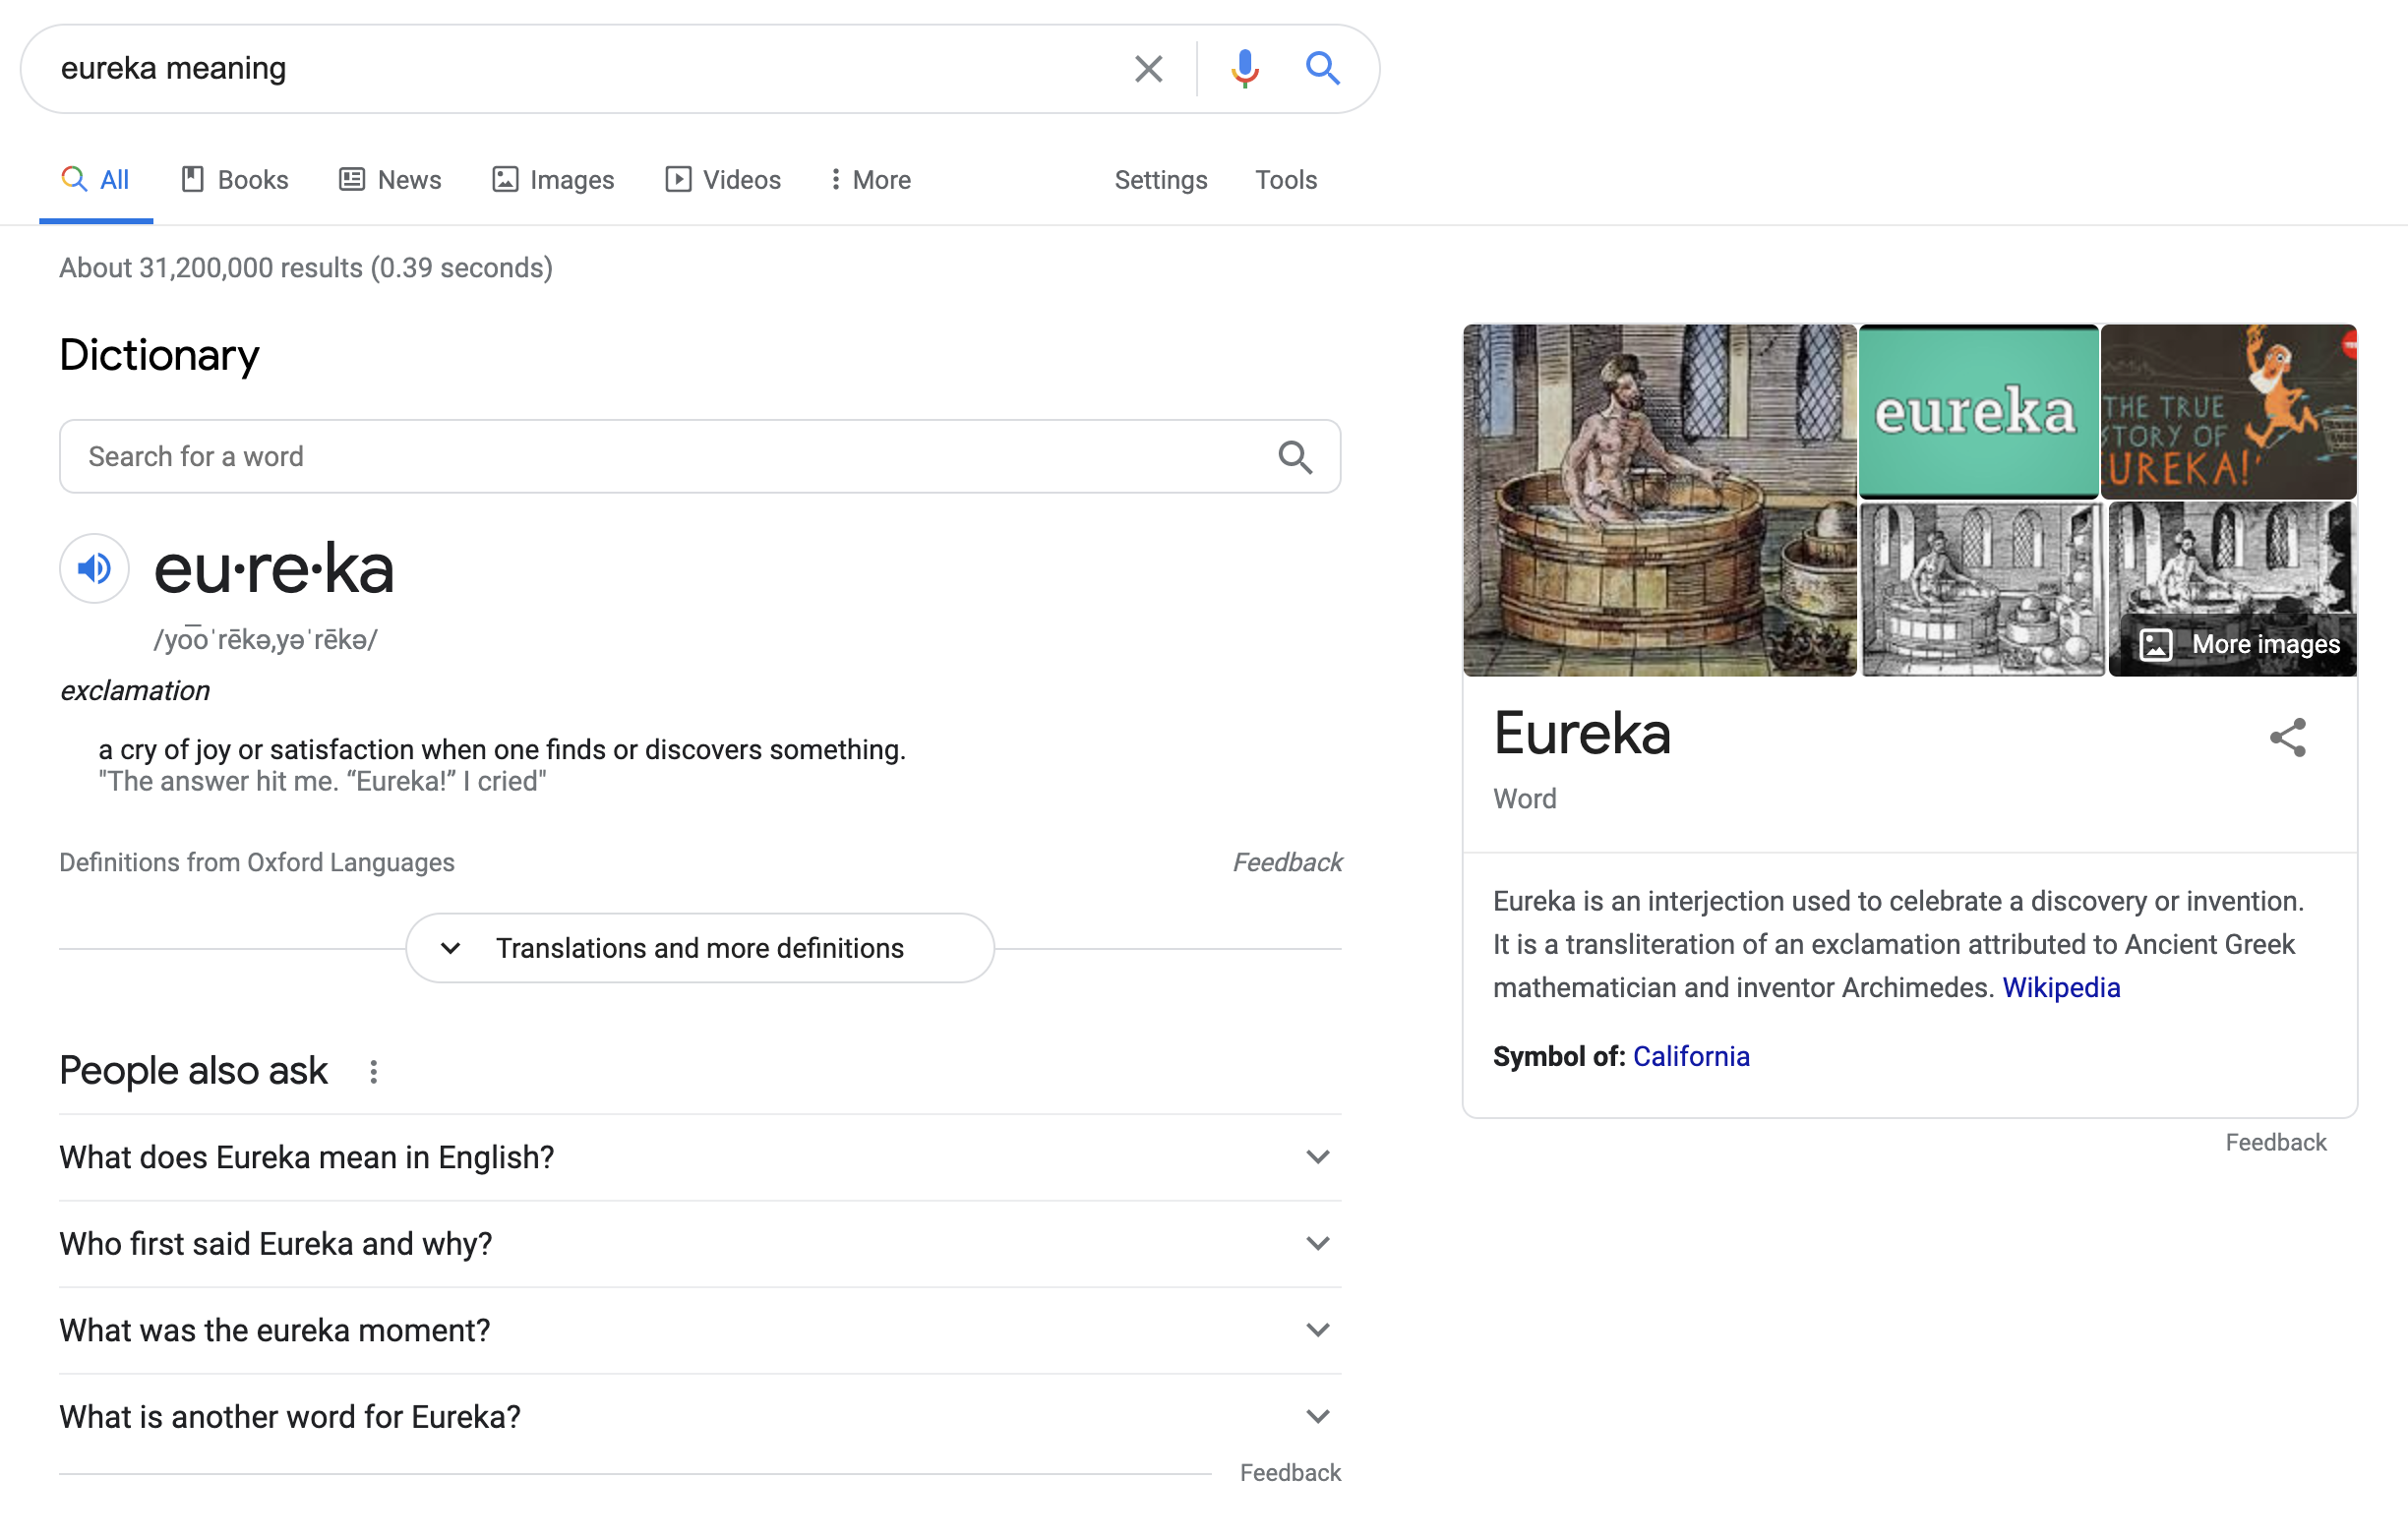 eureka meaning
All Books News Images Videos More Settings Tools
About 31,200,000 results (0.39 seconds)
Dictionary
Search for a word
eu·re·ka
/yo͞oˈrēkə,yəˈrēkə/
exclamation
a cry of joy or satisfaction when one finds or discovers something.
"The answer hit me. “Eureka!” I cried"
Definitions from Oxford Languages
Feedback
Translations and more definitions
People also ask
What does Eureka mean in English?
Who first said Eureka and why?
What was the eureka moment?
What is another word for Eureka?
Feedback
eureka
THE TRUE
STORY OF
EUREKA!'
More images
Eureka
Word
Eureka is an interjection used to celebrate a discovery or invention.
It is a transliteration of an exclamation attributed to Ancient Greek
mathematician and inventor Archimedes. Wikipedia
Symbol of: California
Feedback